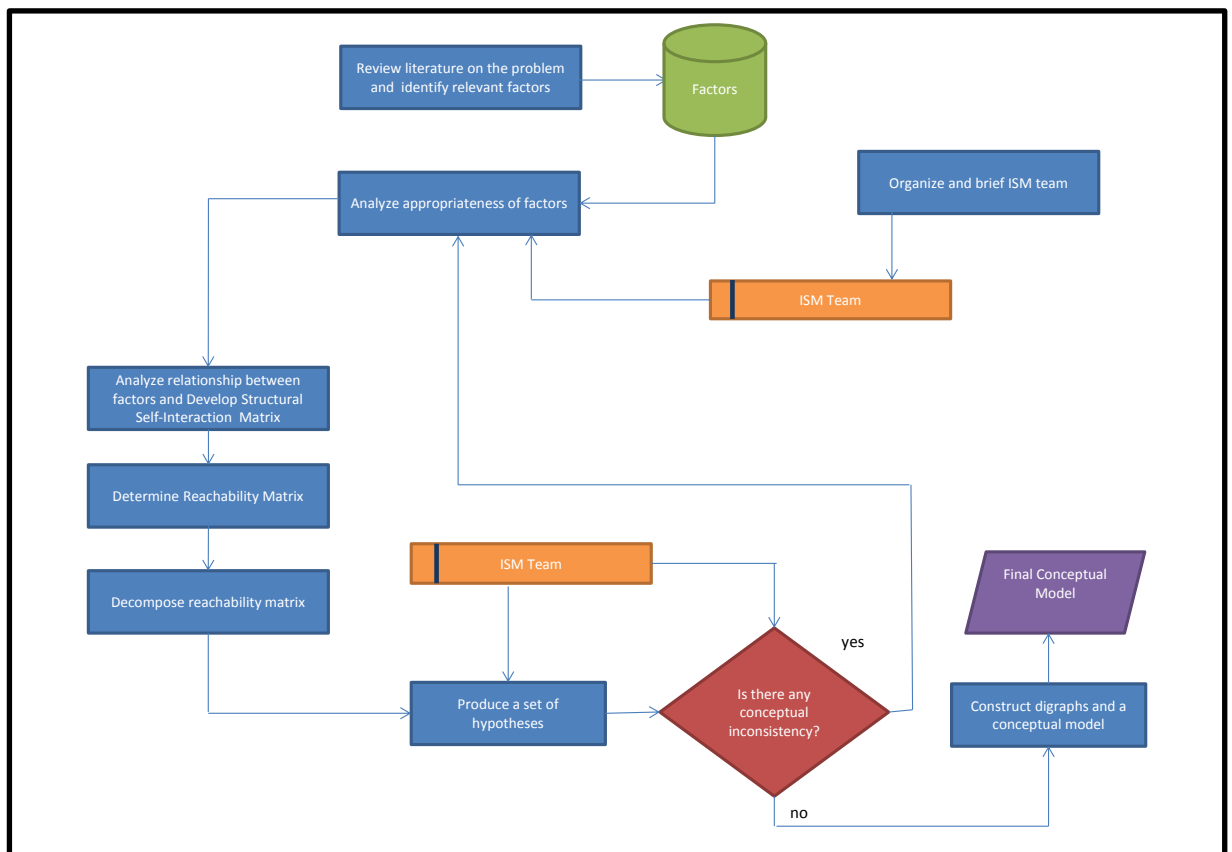 Review literature on the problem
and identify relevant factors
Factors
Organize and brief ISM team
Analyze appropriateness of factors
ISM Team
Analyze relationship between
factors and Develop Structural
Self-Interaction Matrix
Determine Reachability Matrix
Decompose reachability matrix
ISM Team
Final Conceptual
Model
yes
Produce a set of
hypotheses
Is there any
conceptual
inconsistency?
Construct digraphs and a
conceptual model
no